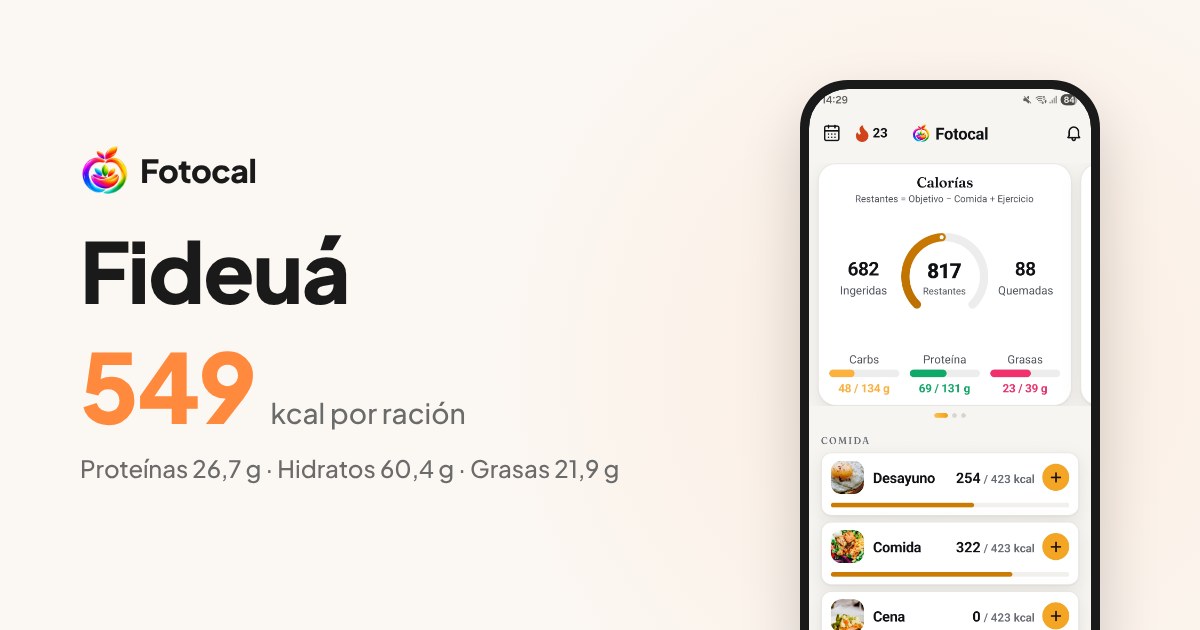 Fotocal
Fideuá
549 kcal por ración
Proteínas 26,7 g · Hidratos 60,4 g · Grasas 21,9 g
14:29
84
23
Fotocal
Calorías
Restantes = Objetivo − Comida + Ejercicio
682
Ingeridas
817
Restantes
88
Quemadas
Carbs
Proteína
Grasas
48 / 134 g
69 / 131 g
23 / 39 g
COMIDA
Desayuno
254 / 423 kcal
Comida
322 / 423 kcal
Cena
0 / 423 kcal